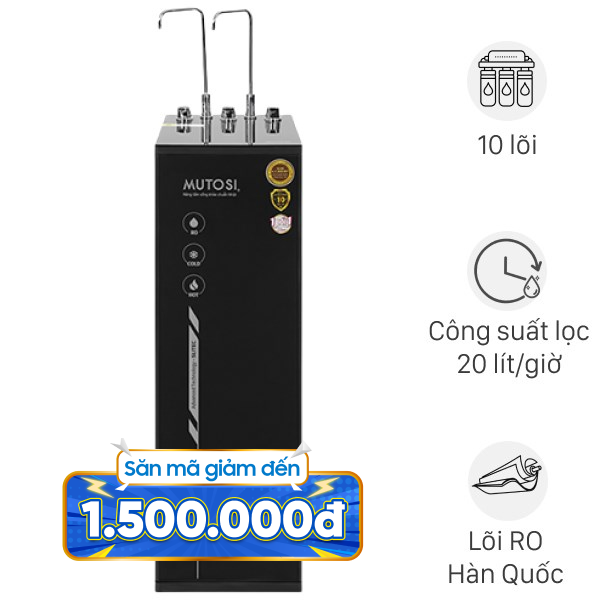 MUTOSI
RO
COLD
HOT
Săn mã giảm đến
1.500.000đ
10 lõi
Công suất lọc
20 lít/giờ
Lõi RO
Hàn Quốc